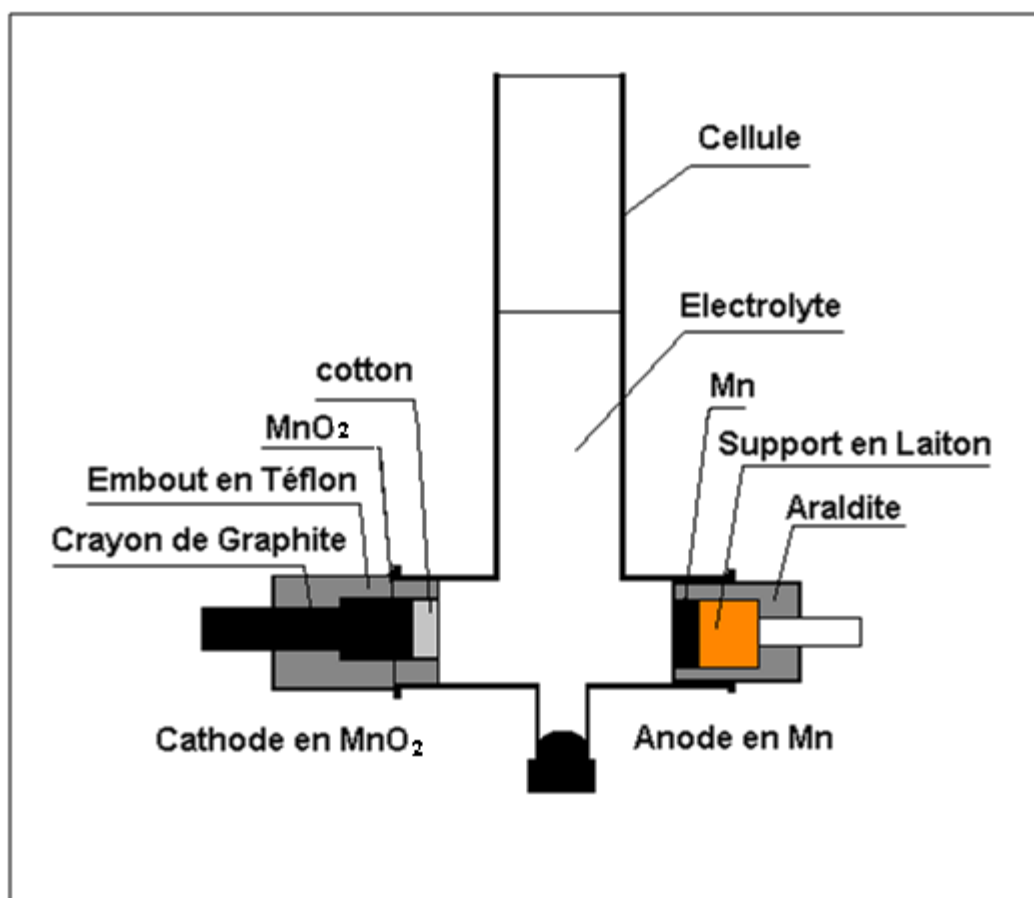 Cellule
Electrolyte
cotton
Mn
MnO2
Support en Laiton
Embout en Téflon
Araldite
Crayon de Graphite
Cathode en MnO2
Anode en Mn